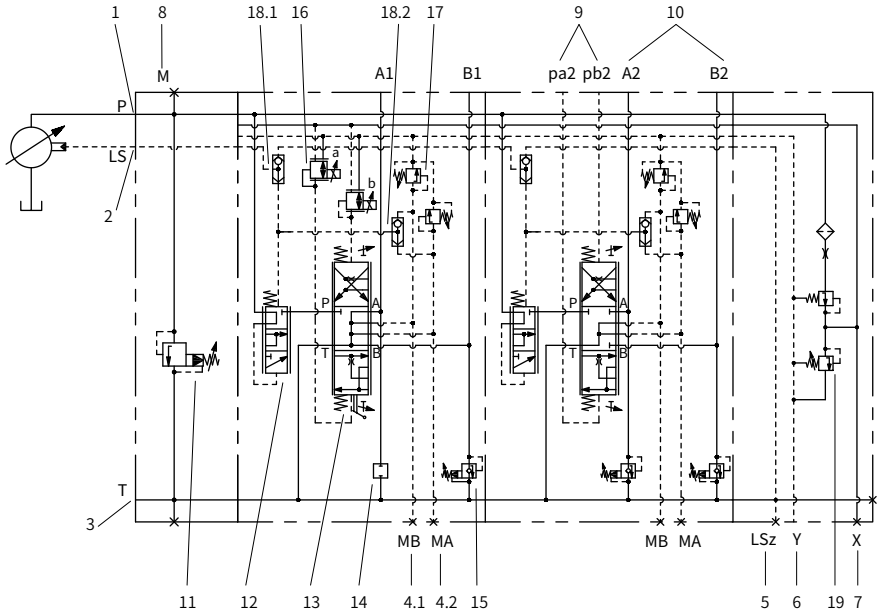 1 8 18.1 16 18.2 17 9 10
M A1 B1 pa2 pb2 A2 B2
P
LS
a
b
2
P A P A
T B T B
T
3
MB MA MB MA LSz Y X
11 12 13 14 4.1 4.2 15 5 6 19 7